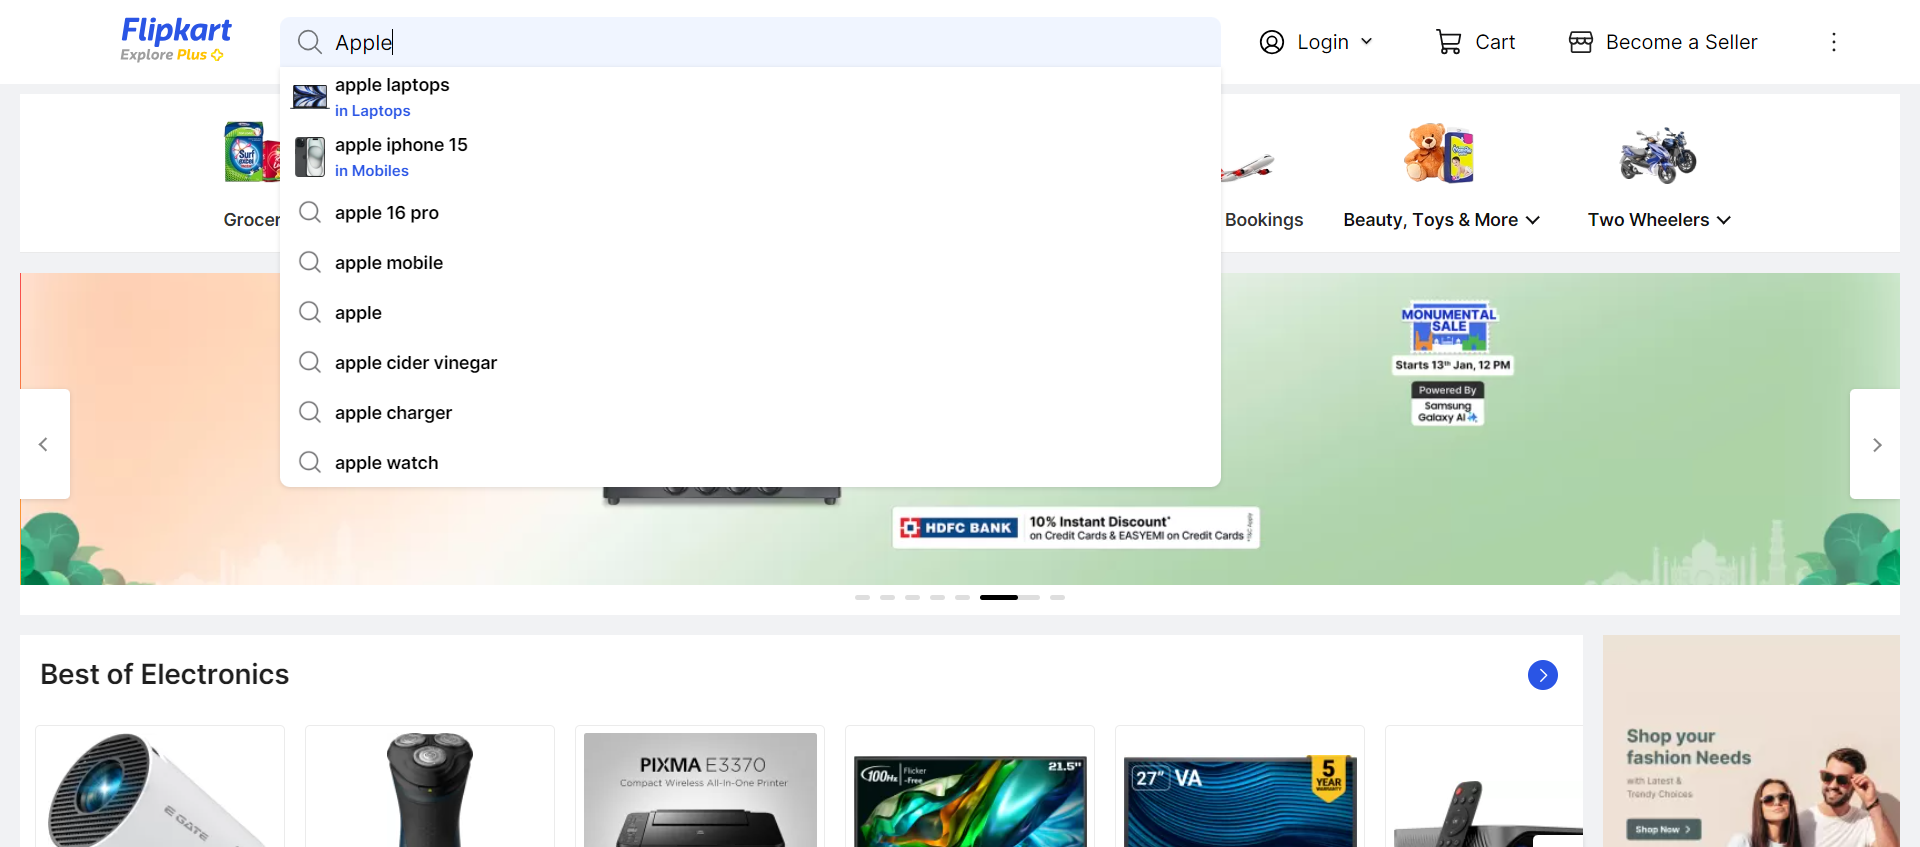 Flipkart
Explore Plus
Apple
Login
Cart
Become a Seller
apple laptops
in Laptops
apple iphone 15
in Mobiles
apple 16 pro
apple mobile
apple
apple cider vinegar
apple charger
apple watch
Surf
excel
Bookings
Beauty, Toys & More
Two Wheelers
MONUMENTAL
SALE
Starts 13th Jan, 12 PM
Powered By
Samsung
Galaxy AI
HDFC BANK
10% Instant Discount*
on Credit Cards & EASYEMI on Credit Cards
*T&C Apply
Best of Electronics
E GATE
PIXMA E3370
Compact Wireless All-In-One Printer
100Hz
Flicker
-Free
21.5"
27" VA
5
YEAR
WARRANTY
Shop your
fashion Needs
with Latest &
Trendy Choices
Shop Now